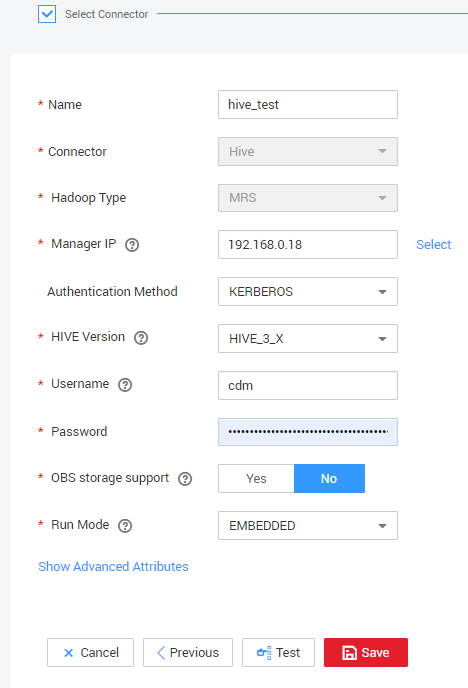 Select Connector
* Name hive_test
* Connector Hive
* Hadoop Type MRS
* Manager IP ? 192.168.0.18 Select
Authentication Method KERBEROS
* HIVE Version ? HIVE_3_X
* Username ? cdm
* Password
* OBS storage support ? Yes No
* Run Mode ? EMBEDDED
Show Advanced Attributes
Cancel Previous Test Save